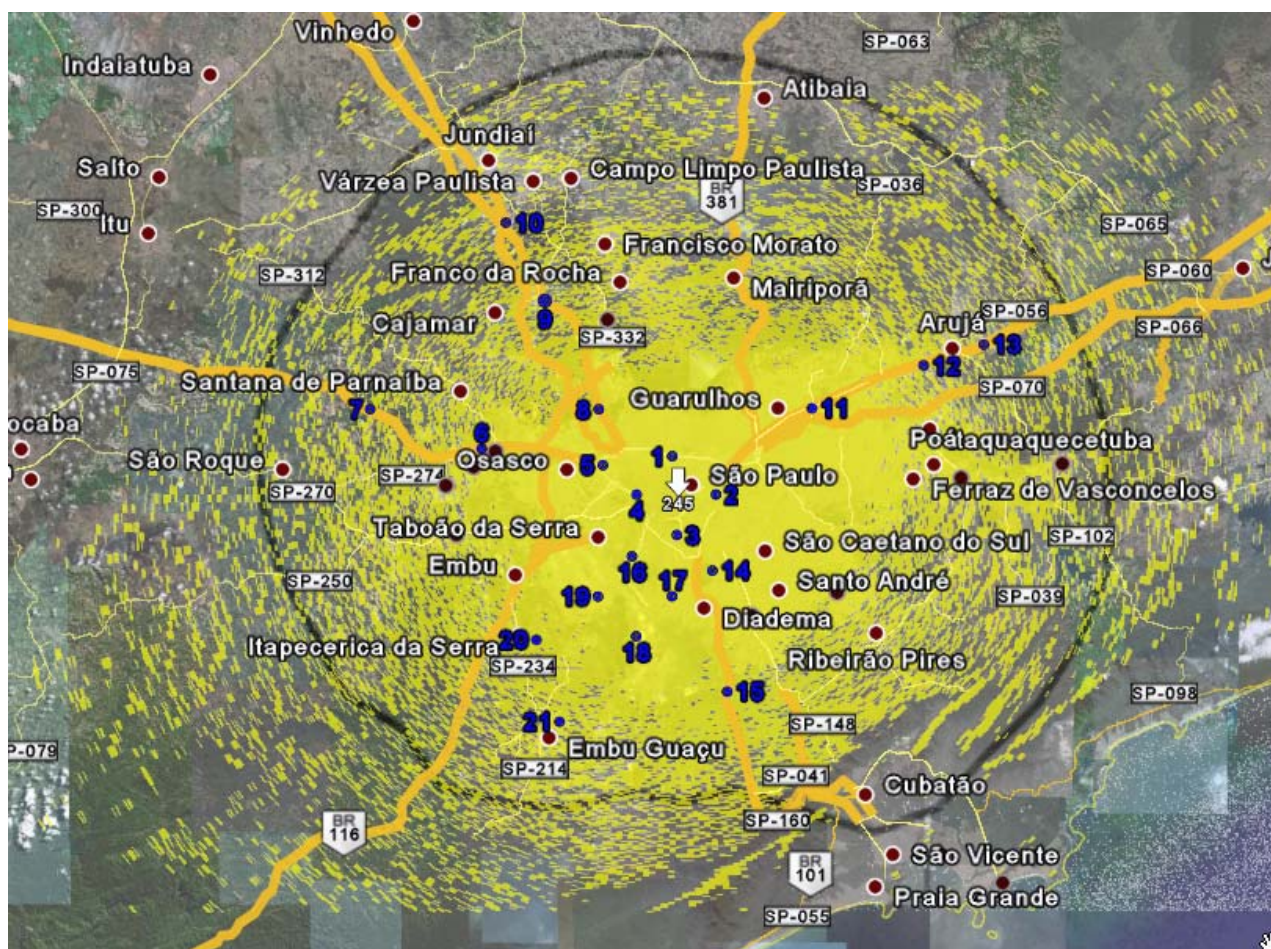 Vinhedo
SP-063
Indaiatuba
Atibaia
Jundiaí
Salto
Várzea Paulista
Campo Limpo Paulista
SP-036
BR
381
SP-300
Itu
10
SP-065
Francisco Morato
SP-312
Franco da Rocha
SP-060
Mairiporã
9
Cajamar
SP-332
SP-056
Arujá
SP-066
13
12
SP-075
Santana de Parnaíba
SP-070
7
8
Guarulhos
11
ocaba
6
Poá
taquaquecetuba
São Roque
Osasco
5
1
SP-274
São Paulo
SP-270
Ferraz de Vasconcelos
4
245
2
Taboão da Serra
3
SP-102
São Caetano do Sul
Embu
16
17
14
SP-250
Santo André
19
SP-039
Diadema
20
Itapecerica da Serra
18
Ribeirão Pires
SP-234
15
SP-098
21
SP-148
SP-079
Embu Guaçu
SP-214
SP-041
Cubatão
BR
116
SP-160
São Vicente
BR
101
Praia Grande
SP-055